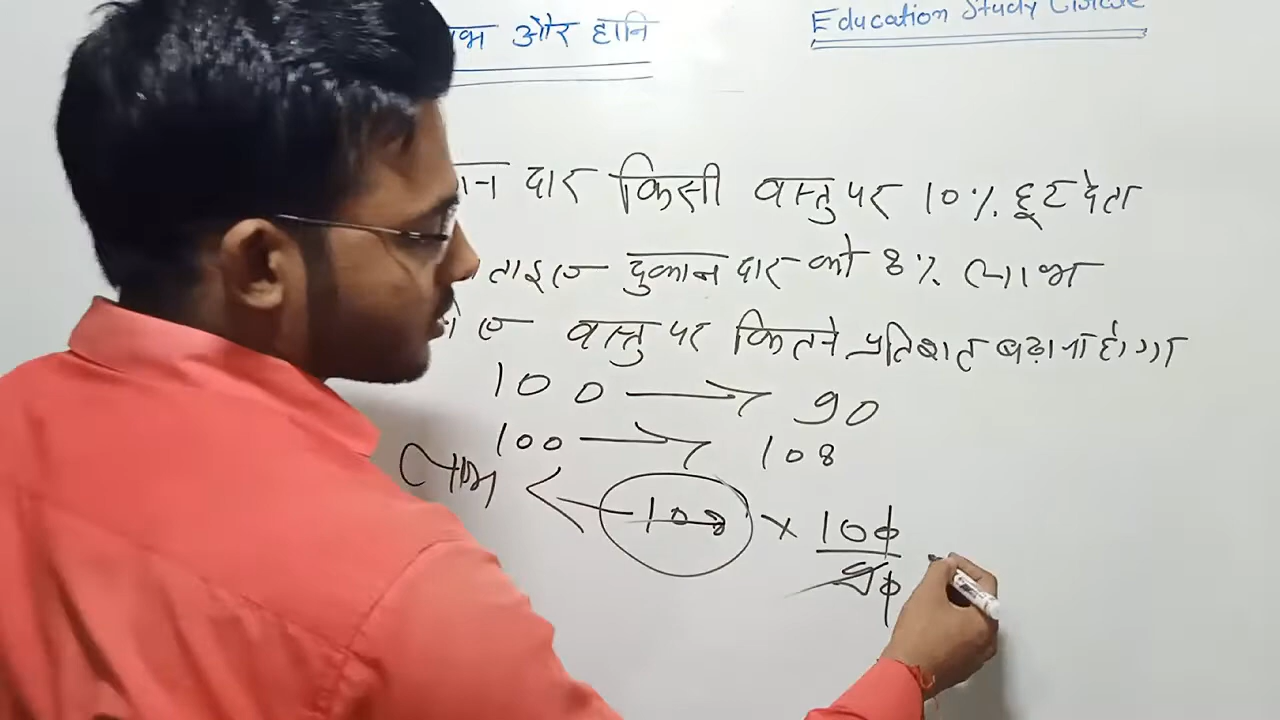 और हानि
Education Study
दार किसी वस्तु पर 10% छूट देता
दुकान दार को 8% लाभ
वस्तु पर कितने प्रतिशत बढ़ाना होगा
100 → 90
100 → 108
लाभ ← 108 × 100
90